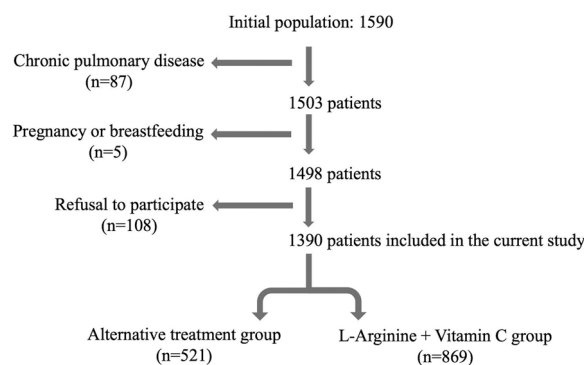 Initial population: 1590
Chronic pulmonary disease
(n=87)
1503 patients
Pregnancy or breastfeeding
(n=5)
1498 patients
Refusal to participate
(n=108)
1390 patients included in the current study
Alternative treatment group
(n=521)
L-Arginine + Vitamin C group
(n=869)